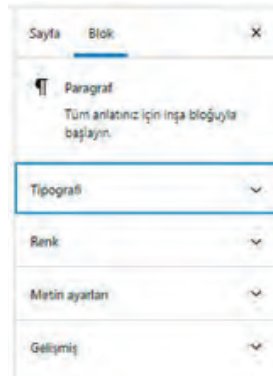 Sayfa Blok
Paragraf
Tüm anlatınız için inşa bloğuyla
başlayın.
Tipografi
Renk
Metin ayarları
Gelişmiş